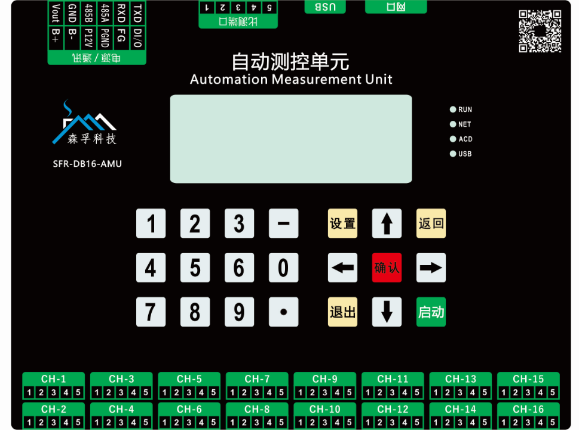 Vout B+
GND B-
485B P12V
485A PGND
RXD FG
TXD DI/O
电源/通讯
1 2 3 4 5
比测端口
USB
网口
自动测控单元
Automation Measurement Unit
森孚科技
SFR-DB16-AMU
RUN
NET
ACD
USB
1 2 3 - 设置 返回
4 5 6 0 确认
7 8 9 . 退出 启动
CH-1 CH-3 CH-5 CH-7 CH-9 CH-11 CH-13 CH-15
1 2 3 4 5 1 2 3 4 5 1 2 3 4 5 1 2 3 4 5 1 2 3 4 5 1 2 3 4 5 1 2 3 4 5 1 2 3 4 5
CH-2 CH-4 CH-6 CH-8 CH-10 CH-12 CH-14 CH-16
1 2 3 4 5 1 2 3 4 5 1 2 3 4 5 1 2 3 4 5 1 2 3 4 5 1 2 3 4 5 1 2 3 4 5 1 2 3 4 5